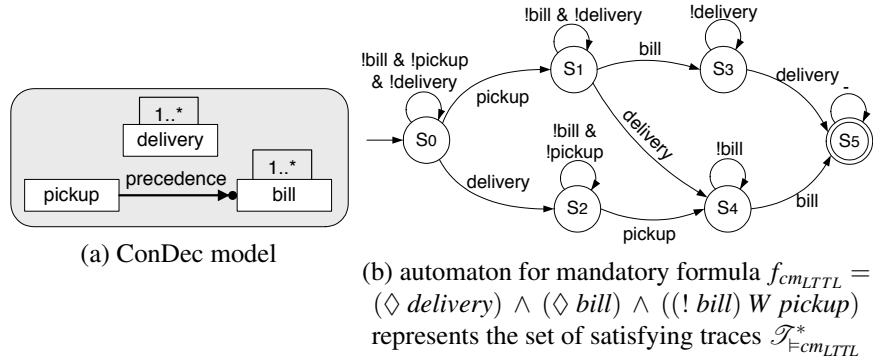 1..*
delivery
precedence
1..*
pickup
bill
(a) ConDec model
!bill & !delivery
!delivery
!bill & !pickup
& !delivery
S1
bill
S3
pickup
delivery
-
S0
!bill &
!pickup
delivery
!bill
S5
delivery
S2
pickup
S4
bill
(b) automaton for mandatory formula f_{cm_{LTTL}} =
(◊ delivery) ∧ (◊ bill) ∧ ((! bill) W pickup)
represents the set of satisfying traces 𝒯^*_{⊨cm_{LTTL}}